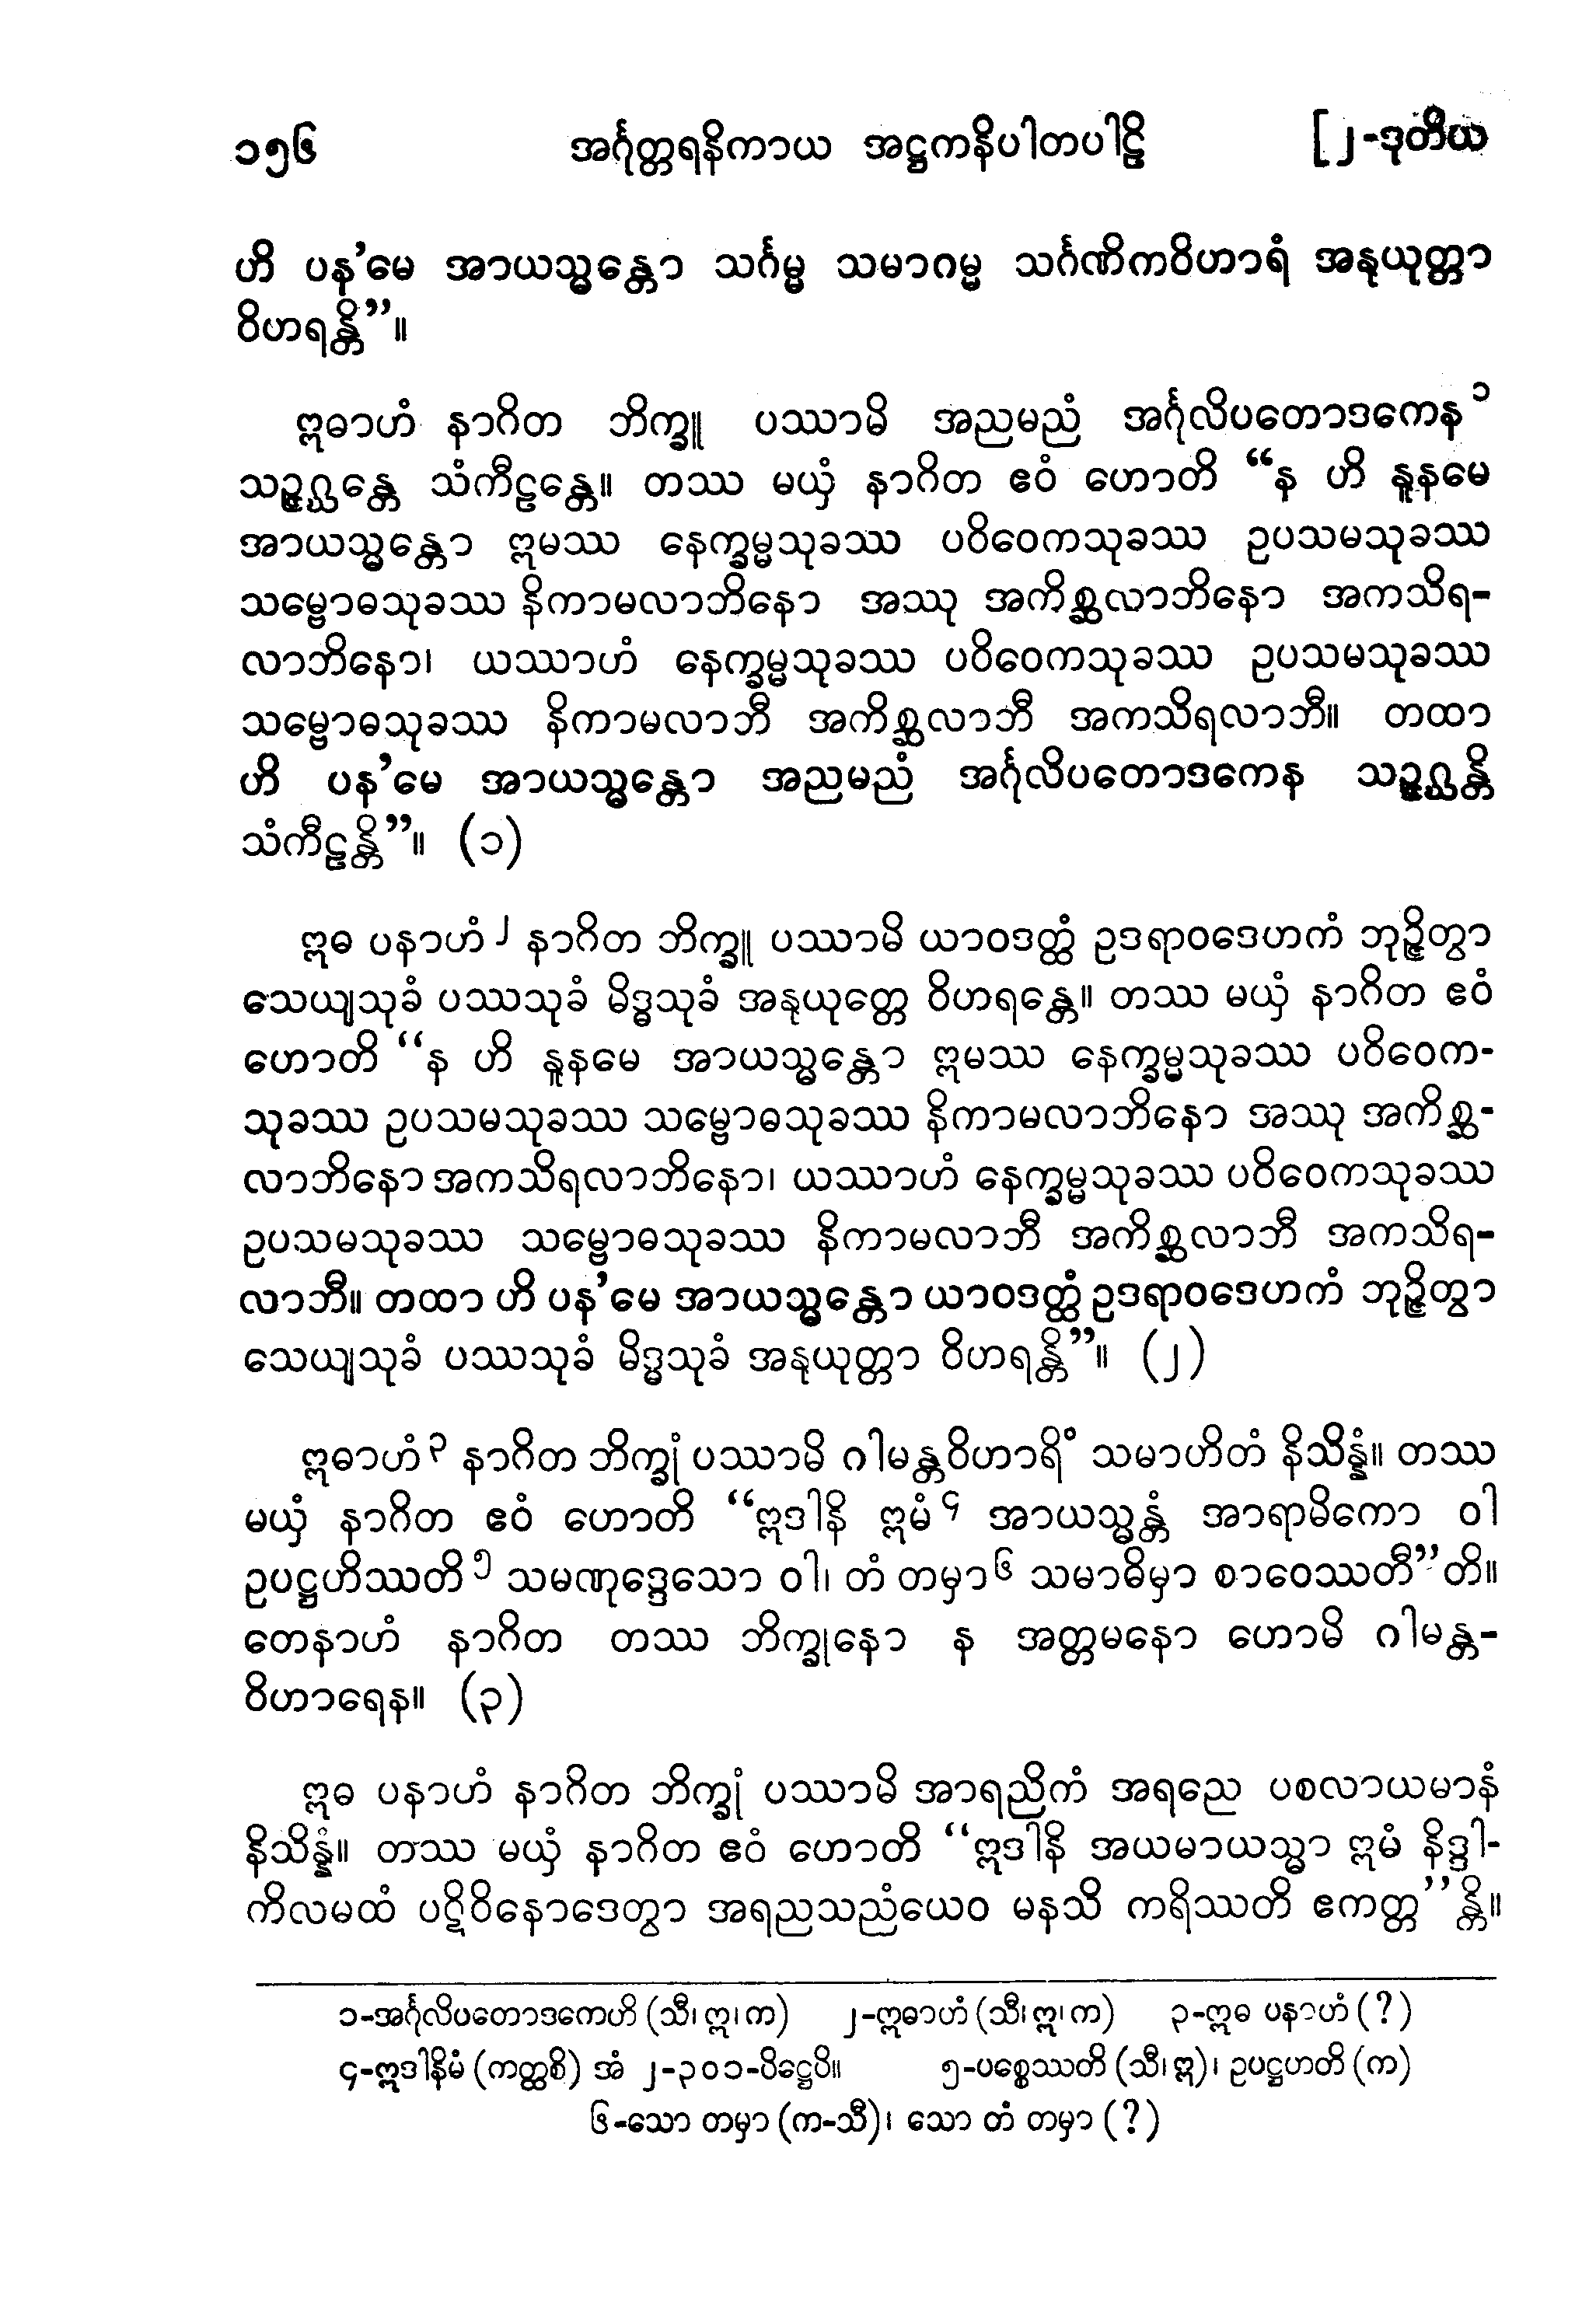 ၁၅၆ အင်္ဂုတ္တရနိကာယ အဋ္ဌကနိပါတပါဠိ [၂-ဒုတိယ
ဟိ ပန’မေ အာယသ္မန္တော သင်္ဂမ္မ သမာဂမ္မ သင်္ဂဏိကဝိဟာရံ အနုယုတ္တာ
ဝိဟရန္တိ”။
ဣဓာဟံ နာဂိတ ဘိက္ခူ ပဿာမိ အညမညံ အင်္ဂုလိပတောဒကေန၁
သဉ္ဇဂ္ဃန္တေ သံကီဠန္တေ။ တဿ မယှံ နာဂိတ ဧဝံ ဟောတိ “န ဟိ နူနမေ
အာယသ္မန္တော ဣမဿ နေက္ခမ္မသုခဿ ပဝိဝေကသုခဿ ဥပသမသုခဿ
သမ္ဗောဓသုခဿ နိကာမလာဘိနော အဿု အကိစ္ဆလာဘိနော အကသိရ-
လာဘိနော၊ ယဿာဟံ နေက္ခမ္မသုခဿ ပဝိဝေကသုခဿ ဥပသမသုခဿ
သမ္ဗောဓသုခဿ နိကာမလာဘီ အကိစ္ဆလာဘီ အကသိရလာဘီ။ တထာ
ဟိ ပန’မေ အာယသ္မန္တော အညမညံ အင်္ဂုလိပတောဒကေန သဉ္ဇဂ္ဃန္တိ
သံကီဠန္တိ”။ (၁)
ဣဓ ပနာဟံ၂ နာဂိတ ဘိက္ခူ ပဿာမိ ယာဝဒတ္ထံ ဥဒရာဝဒေဟကံ ဘုဉ္ဇိတွာ
သေယျသုခံ ပဿသုခံ မိဒ္ဓသုခံ အနုယုတ္တေ ဝိဟရန္တေ။ တဿ မယှံ နာဂိတ ဧဝံ
ဟောတိ “န ဟိ နူနမေ အာယသ္မန္တော ဣမဿ နေက္ခမ္မသုခဿ ပဝိဝေက-
သုခဿ ဥပသမသုခဿ သမ္ဗောဓသုခဿ နိကာမလာဘိနော အဿု အကိစ္ဆ-
လာဘိနော အကသိရလာဘိနော၊ ယဿာဟံ နေက္ခမ္မသုခဿ ပဝိဝေကသုခဿ
ဥပသမသုခဿ သမ္ဗောဓသုခဿ နိကာမလာဘီ အကိစ္ဆလာဘီ အကသိရ-
လာဘီ။ တထာ ဟိ ပန’မေ အာယသ္မန္တော ယာဝဒတ္ထံ ဥဒရာဝဒေဟကံ ဘုဉ္ဇိတွာ
သေယျသုခံ ပဿသုခံ မိဒ္ဓသုခံ အနုယုတ္တာ ဝိဟရန္တိ”။ (၂)
ဣဓာဟံ၃ နာဂိတ ဘိက္ခုံ ပဿာမိ ဂါမန္တဝိဟာရိံ သမာဟိတံ နိသိန္နံ။ တဿ
မယှံ နာဂိတ ဧဝံ ဟောတိ “ဣဒါနိ ဣမံ၄ အာယသ္မန္တံ အာရာမိကော ဝါ
ဥပဋ္ဌဟိဿတိ၅ သမဏုဒ္ဒေသော ဝါ၊ တံ တမှာ၆ သမာဓိမှာ စာဝေဿတီ”တိ။
တေနာဟံ နာဂိတ တဿ ဘိက္ခုနော န အတ္တမနော ဟောမိ ဂါမန္တ-
ဝိဟာရေန။ (၃)
ဣဓ ပနာဟံ နာဂိတ ဘိက္ခုံ ပဿာမိ အာရညိကံ အရညေ ပစလာယမာနံ
နိသိန္နံ။ တဿ မယှံ နာဂိတ ဧဝံ ဟောတိ “ဣဒါနိ အယမာယသ္မာ ဣမံ နိဒ္ဒါ-
ကိလမထံ ပဋိဝိနောဒေတွာ အရညသညံယေဝ မနသိ ကရိဿတိ ဧကတ္တ”န္တိ။
၁-အင်္ဂုလိပတောဒကေဟိ (သီ၊ ဣ၊ က) ၂-ဣဓာဟံ (သီ၊ ဣ၊ က) ၃-ဣဓ ပနာဟံ (?)
၄-ဣဒါနိမံ (ကတ္ထစိ) အံ ၂-၃၀၁-ပိဋ္ဌေပိ။ ၅-ပစ္စေဿတိ (သီ၊ ဣ)၊ ဥပဋ္ဌဟတိ (က)
၆-သော တမှာ (က-သီ)၊ သော တံ တမှာ (?)